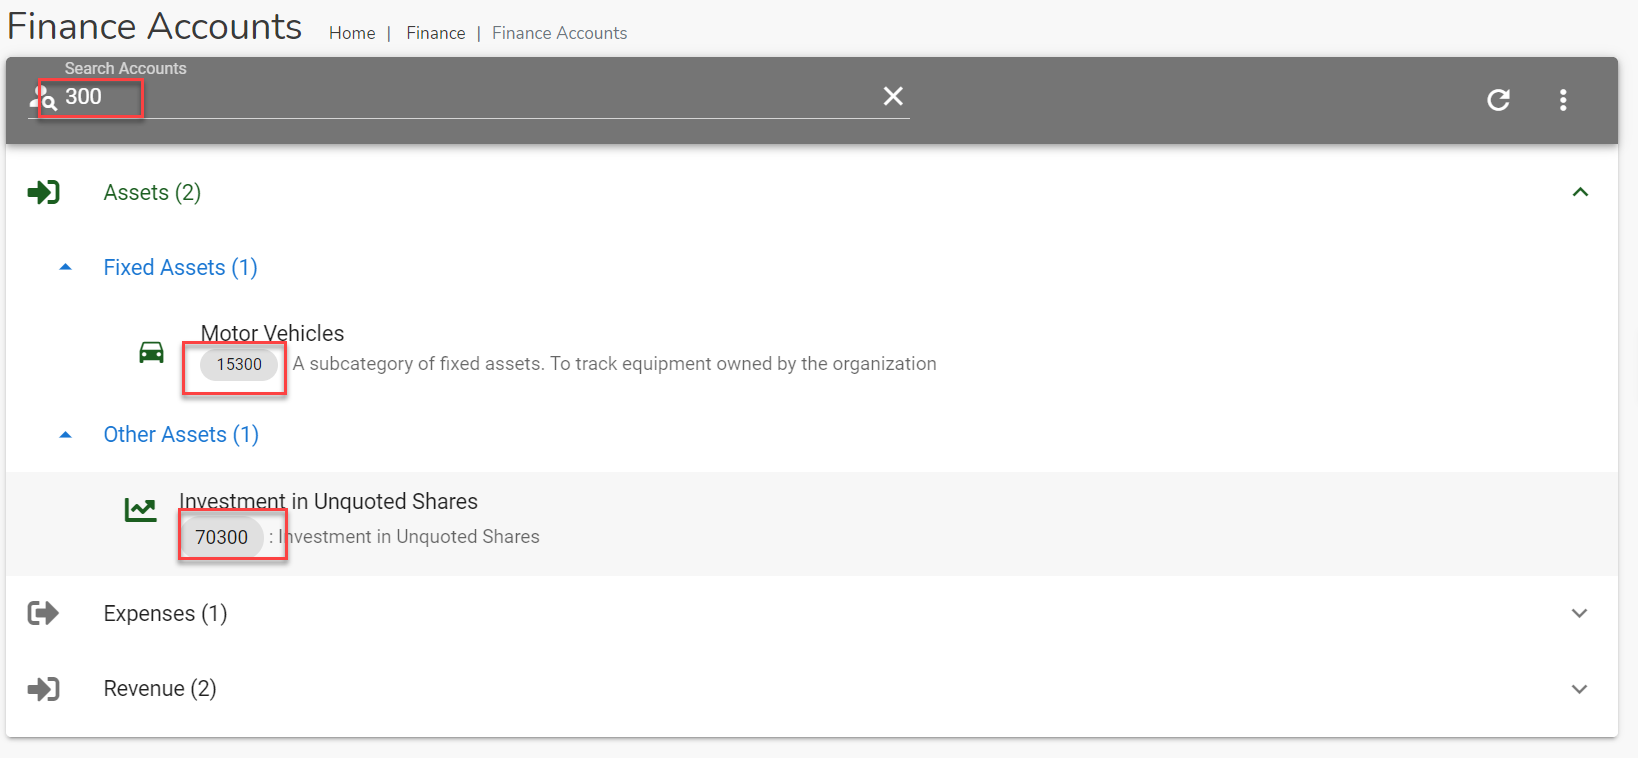 Finance Accounts Home | Finance | Finance Accounts
Search Accounts
300
Assets (2)
Fixed Assets (1)
Motor Vehicles
15300 A subcategory of fixed assets. To track equipment owned by the organization
Other Assets (1)
Investment in Unquoted Shares
70300 : Investment in Unquoted Shares
Expenses (1)
Revenue (2)